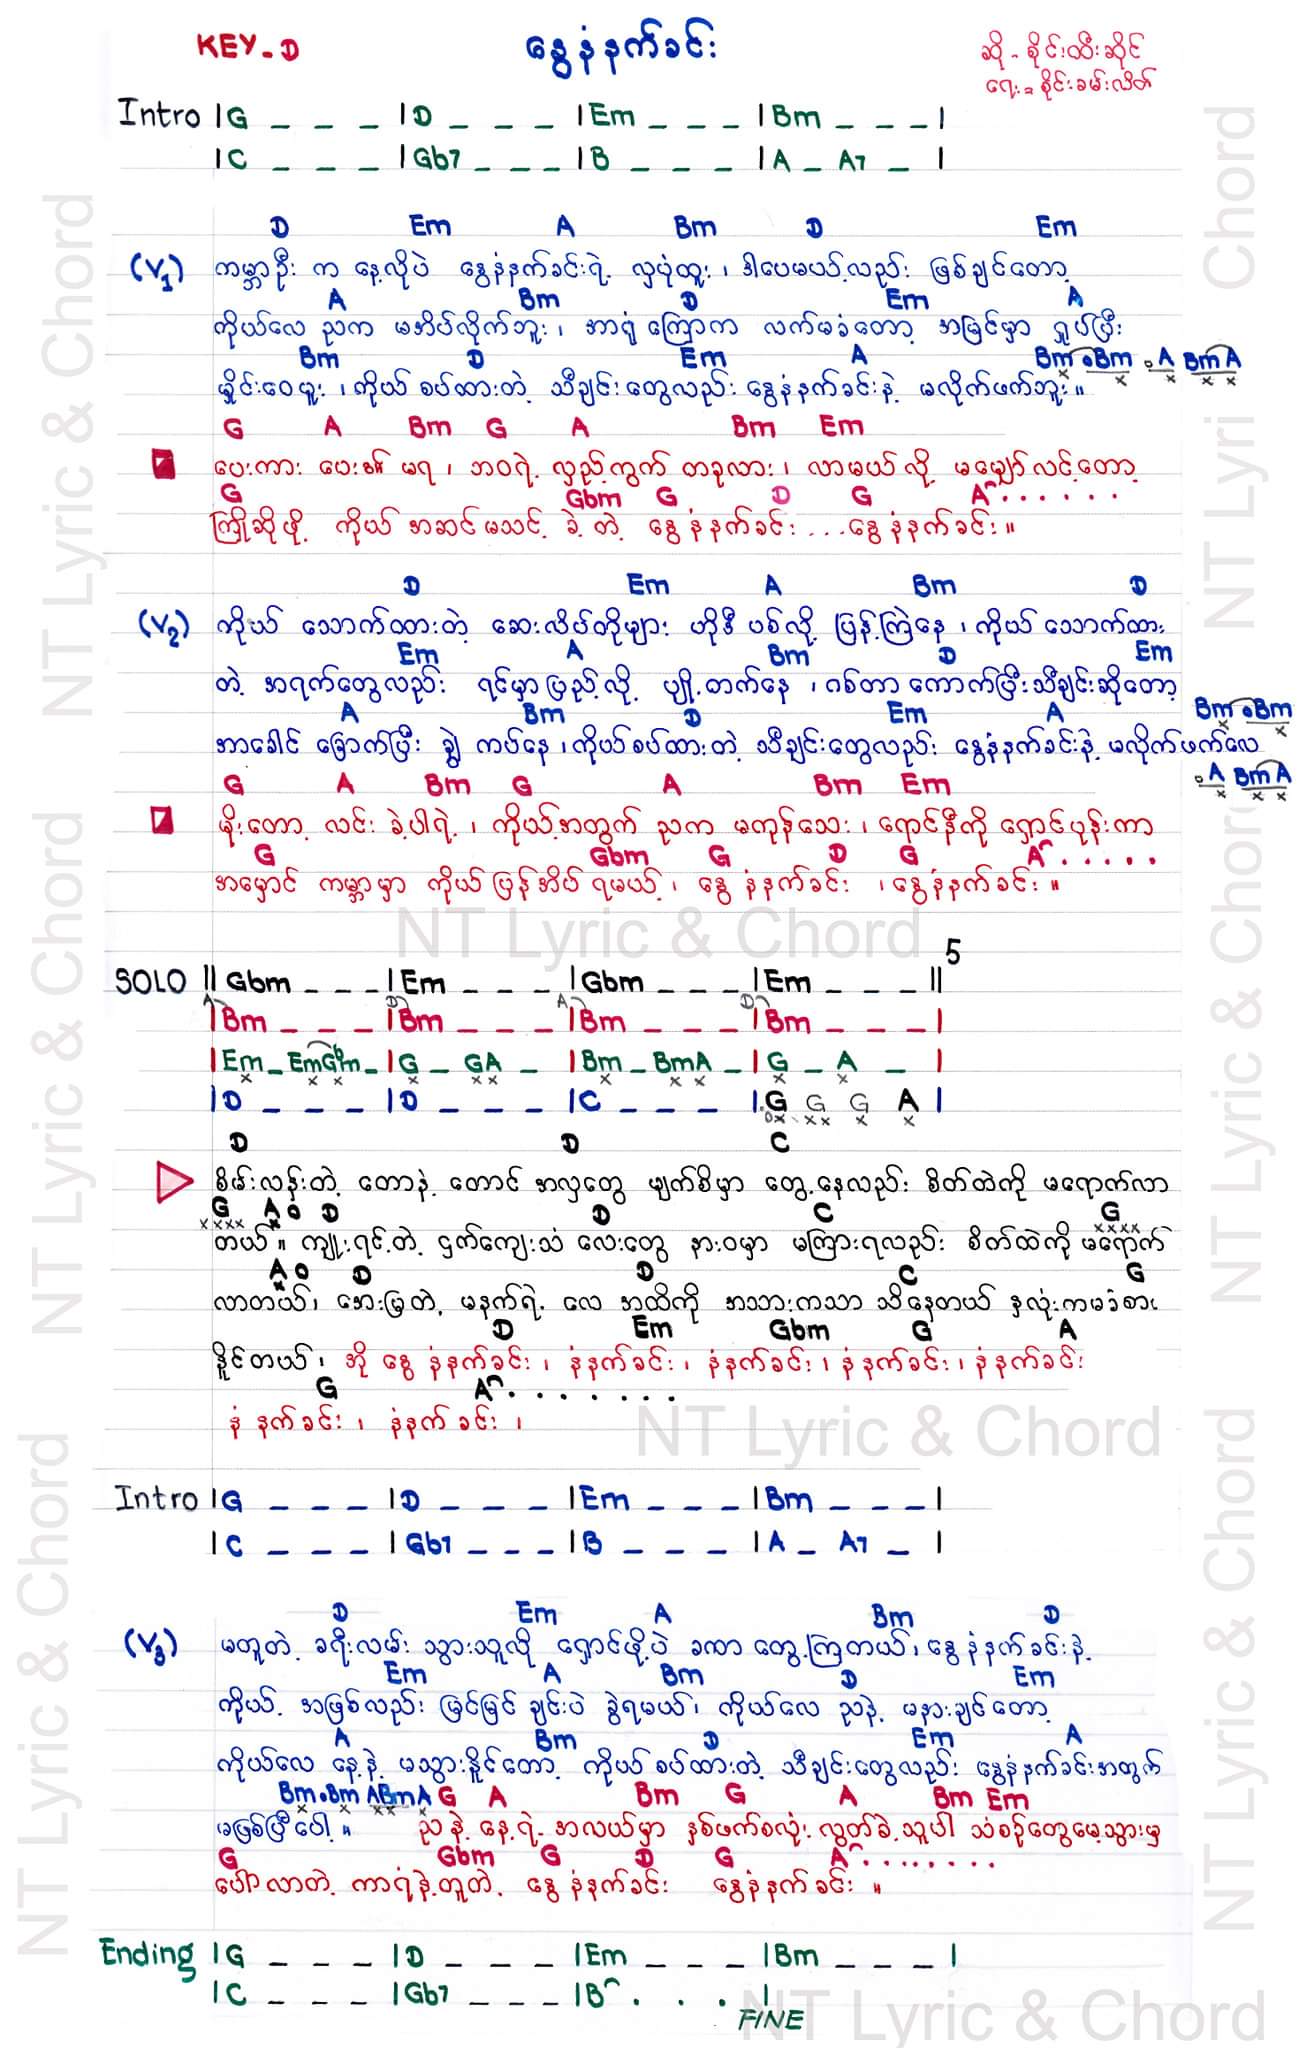 KEY - D
နွေနံနက်ခင်း
ဆို - စိုင်းထီးဆိုင်
ရေး = စိုင်းခမ်းလိတ်
Intro |G _ _ _ |D _ _ _ |Em _ _ _ |Bm _ _ _ |
|C _ _ _ |Gb7 _ _ _ |B _ _ _ |A _ A7 _ |
D Em A Bm D Em
(V1) ကမ္ဘာဦး က နေ့လိုပဲ နွေနံနက်ခင်းရဲ့ လှပုံထူး ၊ ဒါပေမယ့်လည်း ဖြစ်ချင်တော့
A Bm D Em A
ကိုယ်လေ ညက မအိပ်လိုက်ဘူး ၊ အာရုံ ကြောက လက်မခံတော့ အမြင်မှာ ရှုပ်ပြီး
Bm D Em A Bm Bm A Bm A
မှိုင်းဝေမှူး ၊ ကိုယ် စပ်ထားတဲ့ သီချင်းတွေလည်း နွေနံနက်ခင်းနဲ့ မလိုက်ဖက်ဘူး ။
G A Bm G A Bm Em
ပေးကား ပေး၏ မရ ၊ ဘဝရဲ့ လှည့်ကွက် တခုလား ၊ လာမယ် လို့ မမျှော် လင့်တော့
G Gbm G D G A . . . . . .
ကြိုဆိုဖို့ ကိုယ် အဆင် မသင့် ခဲ့ တဲ့ နွေ နံနက်ခင်း ... နွေ နံနက်ခင်း ။
D Em A Bm D
(V2) ကိုယ် သောက်ထားတဲ့ ဆေးလိပ်တိုများ ဟိုဒီ ပစ်လို့ ပြန့်ကြဲနေ ၊ ကိုယ် သောက်ထား
Em A Bm D Em
တဲ့ အရက်တွေလည်း ရင်မှာ ပြည့်လို့ ပျို့တက်နေ ၊ ဂစ်တာ ကောက်ပြီး သီချင်းဆိုတော့
A Bm D Em A Bm Bm
အာခေါင် ခြောက်ပြီး ချွဲ ကပ်နေ ၊ ကိုယ်စပ်ထားတဲ့ သီချင်းတွေလည်း နွေနံနက်ခင်းနဲ့ မလိုက်ဖက်လေ
A Bm A
G A Bm G A Bm Em
မိုးတော့ လင်း ခဲ့ပါရဲ့ ၊ ကိုယ့်အတွက် ညက မကုန်သေး ၊ ရောင်နီကို ရှောင်ပုန်းကာ
G Gbm G D G A . . . . .
အမှောင် ကမ္ဘာမှာ ကိုယ် ပြန်အိပ် ရမယ့် ၊ နွေ နံနက်ခင်း ၊ နွေနံနက်ခင်း ။
NT Lyric & Chord
5
SOLO ||Gbm _ _ _ |Em _ _ _ |Gbm _ _ _ |Em _ _ _ ||
A D A D
|Bm _ _ _ |Bm _ _ _ |Bm _ _ _ |Bm _ _ _ |
|Em _ EmGbm _ |G _ GA _ |Bm _ BmA _ |G _ A _ |
|D _ _ _ |D _ _ _ |C _ _ _ |G G G A |
D D C
စိမ်းလန်းတဲ့ တောနဲ့ တောင် အလှတွေ မျက်စိမှာ တွေ့နေလည်း စိတ်ထဲကို မရောက်လာ
G A D D C G
တယ် ။ ကျူးရင့်တဲ့ ငှက်ကျေးသံ လေးတွေ နားဝမှာ မကြားရလည်း စိတ်ထဲကို မရောက်
A D D C G
လာတယ် ၊ အေးမြတဲ့ မနက်ရဲ့ လေ အထိကို အသားကသာ သိနေတယ် နှလုံးကမခံစား
D Em Gbm G A
နိုင်တယ် ၊ အို နွေ နံနက်ခင်း ၊ နံနက်ခင်း ၊ နံနက်ခင်း ၊ နံနက်ခင်း ၊ နံနက်ခင်း
G A . . . . . . .
နံ နက်ခင်း ၊ နံနက် ခင်း ၊
NT Lyric & Chord
Intro |G _ _ _ |D _ _ _ |Em _ _ _ |Bm _ _ _ |
|C _ _ _ |Gb7 _ _ _ |B _ _ _ |A _ A7 _ |
D Em A Bm D
(V3) မတူတဲ့ ခရီးလမ်း သွားသူလို ရှောင်ဖို့ပဲ ခဏာ တွေ့ကြတယ် ၊ နွေ နံနက် ခင်းနဲ့
Em A Bm D Em
ကိုယ့် အဖြစ်လည်း မြင်မြင် ချင်းပဲ ခွဲရမယ် ၊ ကိုယ်လေ ညနဲ့ မနားချင်တော့
A Bm D Em A
ကိုယ်လေ နေ့နဲ့ မသွားနိုင်တော့ ကိုယ် စပ်ထားတဲ့ သီချင်းတွေလည်း နွေနံနက်ခင်းအတွက်
Bm Bm A Bm A G A Bm G A Bm Em
မဖြစ်ပြီပေါ့ ။ ည နဲ့ နေ့ရဲ့ အလယ်မှာ နှစ်ဖက်စလုံး လွတ်ခဲ့သူပါ သံစဉ်တွေမေ့သွားမှ
G Gbm G D G A . . . . . . . .
ပေါ်လာတဲ့ ကာရံနဲ့တူတဲ့ နွေ နံနက်ခင်း နွေနံနက်ခင်း ။
Ending |G _ _ _ |D _ _ _ |Em _ _ _ |Bm _ _ _ |
|C _ _ _ |Gb7 _ _ _ |B . . . |
FINE
NT Lyric & Chord